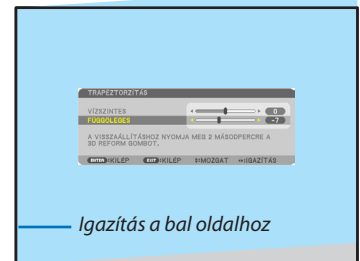 TRAPÉZTORZÍTÁS
VÍZSZINTES 0
FÜGGŐLEGES -7
A VISSZAÁLLÍTÁSHOZ NYOMJA MEG 2 MÁSODPERCRE A
3D REFORM GOMBOT.
ENTER :KILÉP EXIT :KILÉP ↕:MOZGAT ↔:IGAZÍTÁS
Igazítás a bal oldalhoz